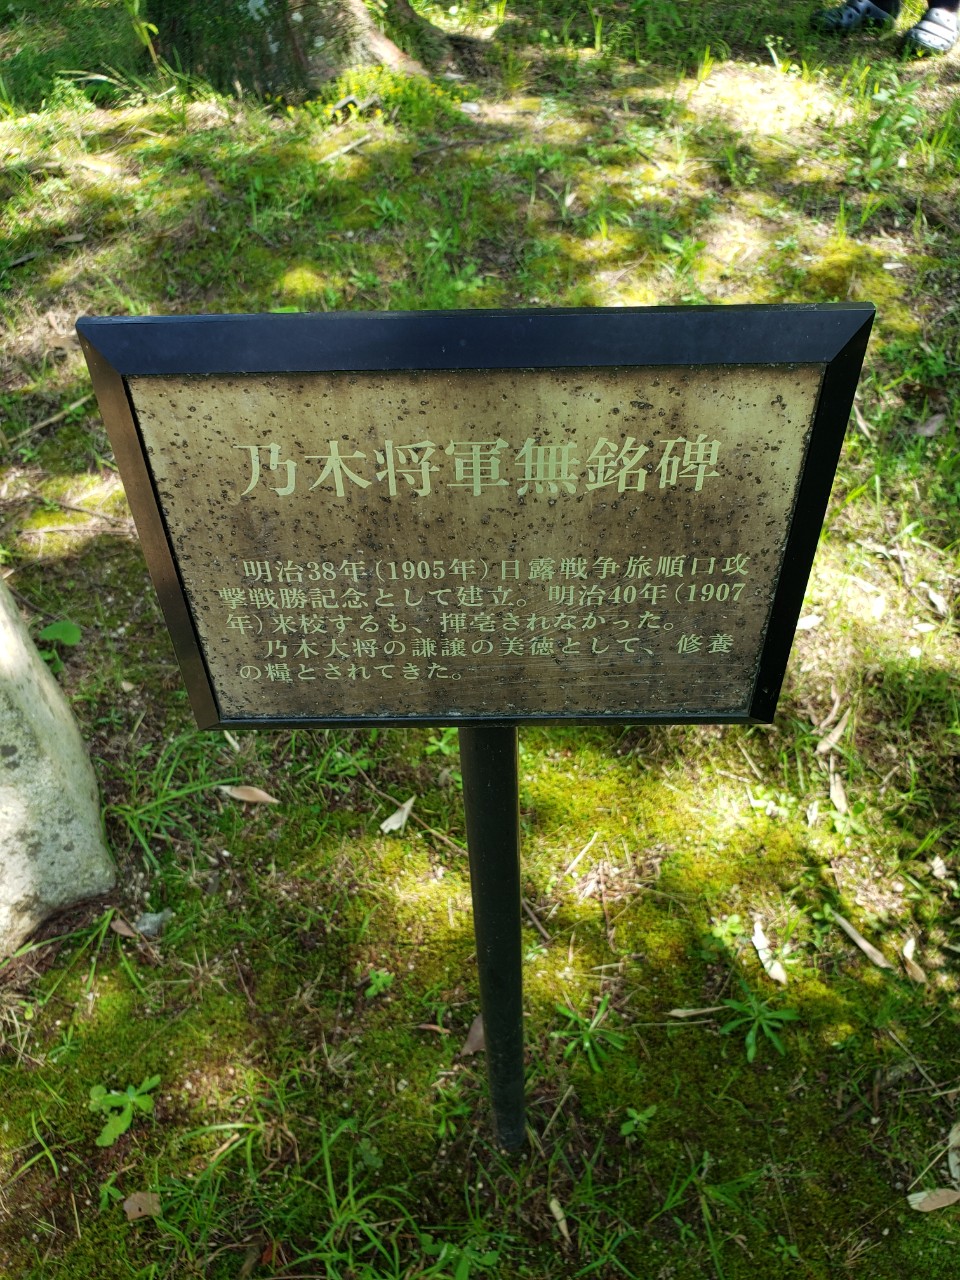 乃木将軍無銘碑
明治38年(1905年)日露戦争旅順口攻
撃戦勝記念として建立。明治40年(1907
年)来校するも、揮毫されなかった。
乃木大将の謙譲の美徳として、修養
の糧とされてきた。